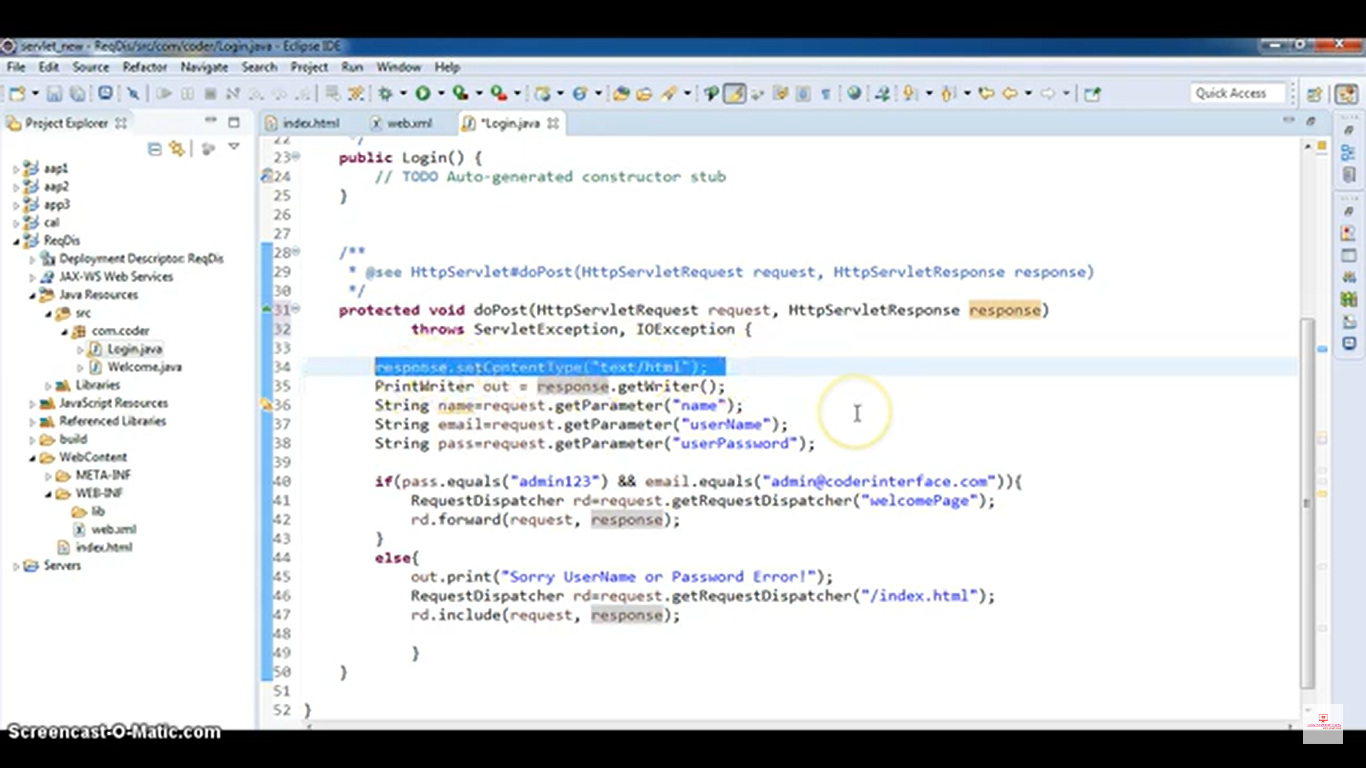 servlet_new - ReqDis/src/com/coder/Login.java - Eclipse IDE
File Edit Source Refactor Navigate Search Project Run Window Help
Quick Access
Project Explorer
index.html
web.xml
*Login.java
aap1
aap2
app3
cal
ReqDis
Deployment Descriptor: ReqDis
JAX-WS Web Services
Java Resources
src
com.coder
Login.java
Welcome.java
Libraries
JavaScript Resources
Referenced Libraries
build
WebContent
META-INF
WEB-INF
lib
web.xml
index.html
Servers
22 */
23 public Login() {
24 // TODO Auto-generated constructor stub
25 }
26
27
28 /**
29 * @see HttpServlet#doPost(HttpServletRequest request, HttpServletResponse response)
30 */
31 protected void doPost(HttpServletRequest request, HttpServletResponse response)
32 throws ServletException, IOException {
33
34 response.setContentType("text/html");
35 PrintWriter out = response.getWriter();
36 String name=request.getParameter("name");
37 String email=request.getParameter("userName");
38 String pass=request.getParameter("userPassword");
39
40 if(pass.equals("admin123") && email.equals("admin@coderinterface.com")){
41 RequestDispatcher rd=request.getRequestDispatcher("welcomePage");
42 rd.forward(request, response);
43 }
44 else{
45 out.print("Sorry UserName or Password Error!");
46 RequestDispatcher rd=request.getRequestDispatcher("/index.html");
47 rd.include(request, response);
48
49 }
50 }
51
52 }
Screencast-O-Matic.com